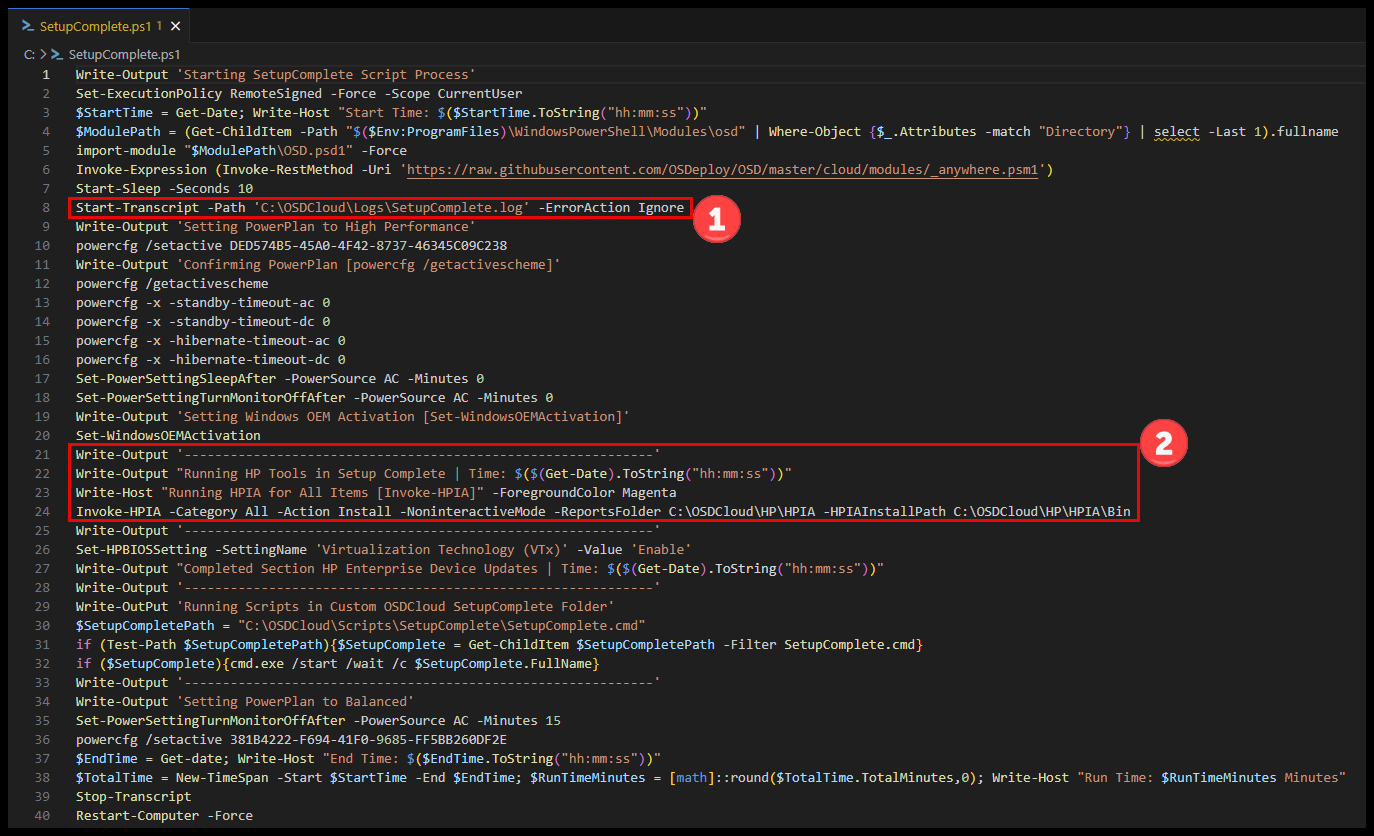 SetupComplete.ps1 1
C: > SetupComplete.ps1
1 Write-Output 'Starting SetupComplete Script Process'
2 Set-ExecutionPolicy RemoteSigned -Force -Scope CurrentUser
3 $StartTime = Get-Date; Write-Host "Start Time: $($StartTime.ToString("hh:mm:ss"))"
4 $ModulePath = (Get-ChildItem -Path "$($Env:ProgramFiles)\WindowsPowerShell\Modules\osd" | Where-Object {$_.Attributes -match "Directory"} | select -Last 1).fullname
5 import-module "$ModulePath\OSD.psd1" -Force
6 Invoke-Expression (Invoke-RestMethod -Uri 'https://raw.githubusercontent.com/OSDeploy/OSD/master/cloud/modules/_anywhere.psm1')
7 Start-Sleep -Seconds 10
8 Start-Transcript -Path 'C:\OSDCloud\Logs\SetupComplete.log' -ErrorAction Ignore
1
9 Write-Output 'Setting PowerPlan to High Performance'
10 powercfg /setactive DED574B5-45A0-4F42-8737-46345C09C238
11 Write-Output 'Confirming PowerPlan [powercfg /getactivescheme]'
12 powercfg /getactivescheme
13 powercfg -x -standby-timeout-ac 0
14 powercfg -x -standby-timeout-dc 0
15 powercfg -x -hibernate-timeout-ac 0
16 powercfg -x -hibernate-timeout-dc 0
17 Set-PowerSettingSleepAfter -PowerSource AC -Minutes 0
18 Set-PowerSettingTurnMonitorOffAfter -PowerSource AC -Minutes 0
19 Write-Output 'Setting Windows OEM Activation [Set-WindowsOEMActivation]'
20 Set-WindowsOEMActivation
2
21 Write-Output '-------------------------------------------------------------'
22 Write-Output "Running HP Tools in Setup Complete | Time: $($(Get-Date).ToString("hh:mm:ss"))"
23 Write-Host "Running HPIA for All Items [Invoke-HPIA]" -ForegroundColor Magenta
24 Invoke-HPIA -Category All -Action Install -NoninteractiveMode -ReportsFolder C:\OSDCloud\HP\HPIA -HPIAInstallPath C:\OSDCloud\HP\HPIA\Bin
25 Write-Output '-------------------------------------------------------------'
26 Set-HPBIOSSetting -SettingName 'Virtualization Technology (VTx)' -Value 'Enable'
27 Write-Output "Completed Section HP Enterprise Device Updates | Time: $($(Get-Date).ToString("hh:mm:ss"))"
28 Write-Output '-------------------------------------------------------------'
29 Write-OutPut 'Running Scripts in Custom OSDCloud SetupComplete Folder'
30 $SetupCompletePath = "C:\OSDCloud\Scripts\SetupComplete\SetupComplete.cmd"
31 if (Test-Path $SetupCompletePath){$SetupComplete = Get-ChildItem $SetupCompletePath -Filter SetupComplete.cmd}
32 if ($SetupComplete){cmd.exe /start /wait /c $SetupComplete.FullName}
33 Write-Output '-------------------------------------------------------------'
34 Write-Output 'Setting PowerPlan to Balanced'
35 Set-PowerSettingTurnMonitorOffAfter -PowerSource AC -Minutes 15
36 powercfg /setactive 381B4222-F694-41F0-9685-FF5BB260DF2E
37 $EndTime = Get-date; Write-Host "End Time: $($EndTime.ToString("hh:mm:ss"))"
38 $TotalTime = New-TimeSpan -Start $StartTime -End $EndTime; $RunTimeMinutes = [math]::round($TotalTime.TotalMinutes,0); Write-Host "Run Time: $RunTimeMinutes Minutes"
39 Stop-Transcript
40 Restart-Computer -Force